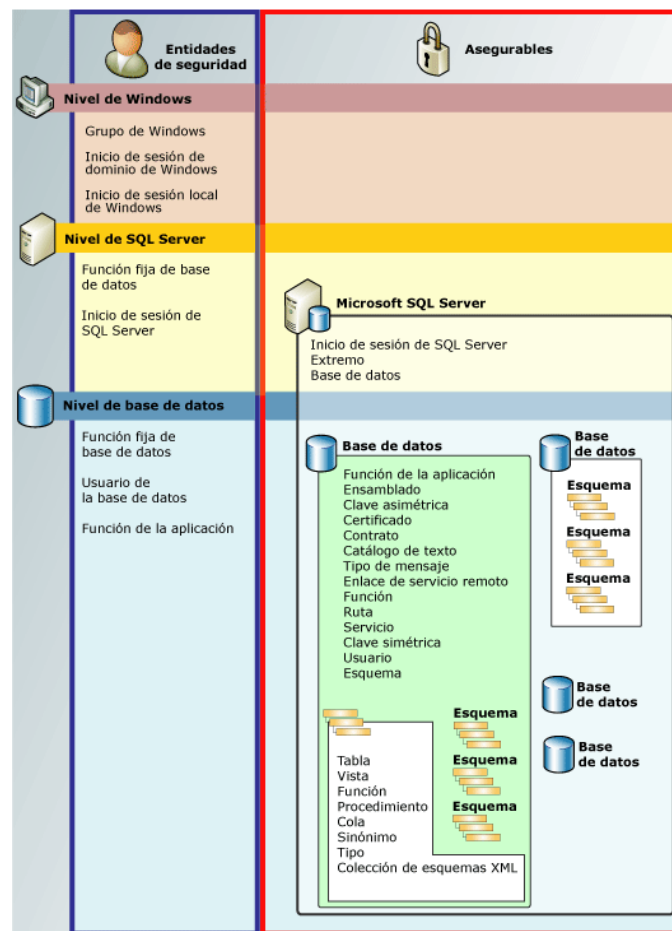 Entidades
de seguridad
Asegurables
Nivel de Windows
Grupo de Windows
Inicio de sesión de
dominio de Windows
Inicio de sesión local
de Windows
Nivel de SQL Server
Función fija de base
de datos
Inicio de sesión de
SQL Server
Microsoft SQL Server
Inicio de sesión de SQL Server
Extremo
Base de datos
Nivel de base de datos
Función fija de
base de datos
Usuario de
la base de datos
Función de la aplicación
Base de datos
Función de la aplicación
Ensamblado
Clave asimétrica
Certificado
Contrato
Catálogo de texto
Tipo de mensaje
Enlace de servicio remoto
Función
Ruta
Servicio
Clave simétrica
Usuario
Esquema
Tabla
Vista
Función
Procedimiento
Cola
Sinónimo
Tipo
Colección de esquemas XML
Esquema
Esquema
Esquema
Base
de datos
Esquema
Esquema
Esquema
Base
de datos
Base
de datos